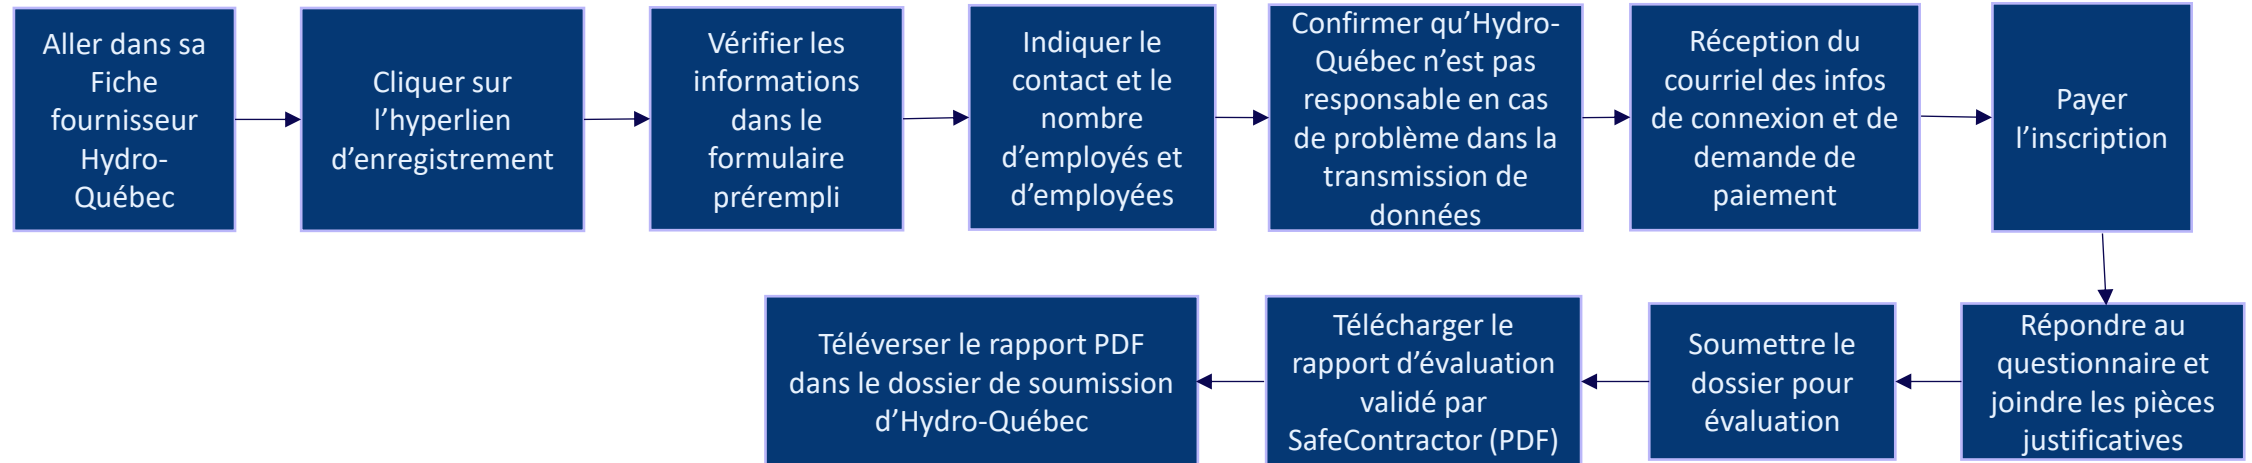 Aller dans sa
Fiche
fournisseur
Hydro-
Québec
Cliquer sur
l’hyperlien
d’enregistrement
Vérifier les
informations
dans le
formulaire
prérempli
Indiquer le
contact et le
nombre
d’employés et
d’employées
Confirmer qu’Hydro-
Québec n’est pas
responsable en cas
de problème dans la
transmission de
données
Réception du
courriel des infos
de connexion et de
demande de
paiement
Payer
l’inscription
Répondre au
questionnaire et
joindre les pièces
justificatives
Soumettre le
dossier pour
évaluation
Télécharger le
rapport d’évaluation
validé par
SafeContractor (PDF)
Téléverser le rapport PDF
dans le dossier de soumission
d’Hydro-Québec